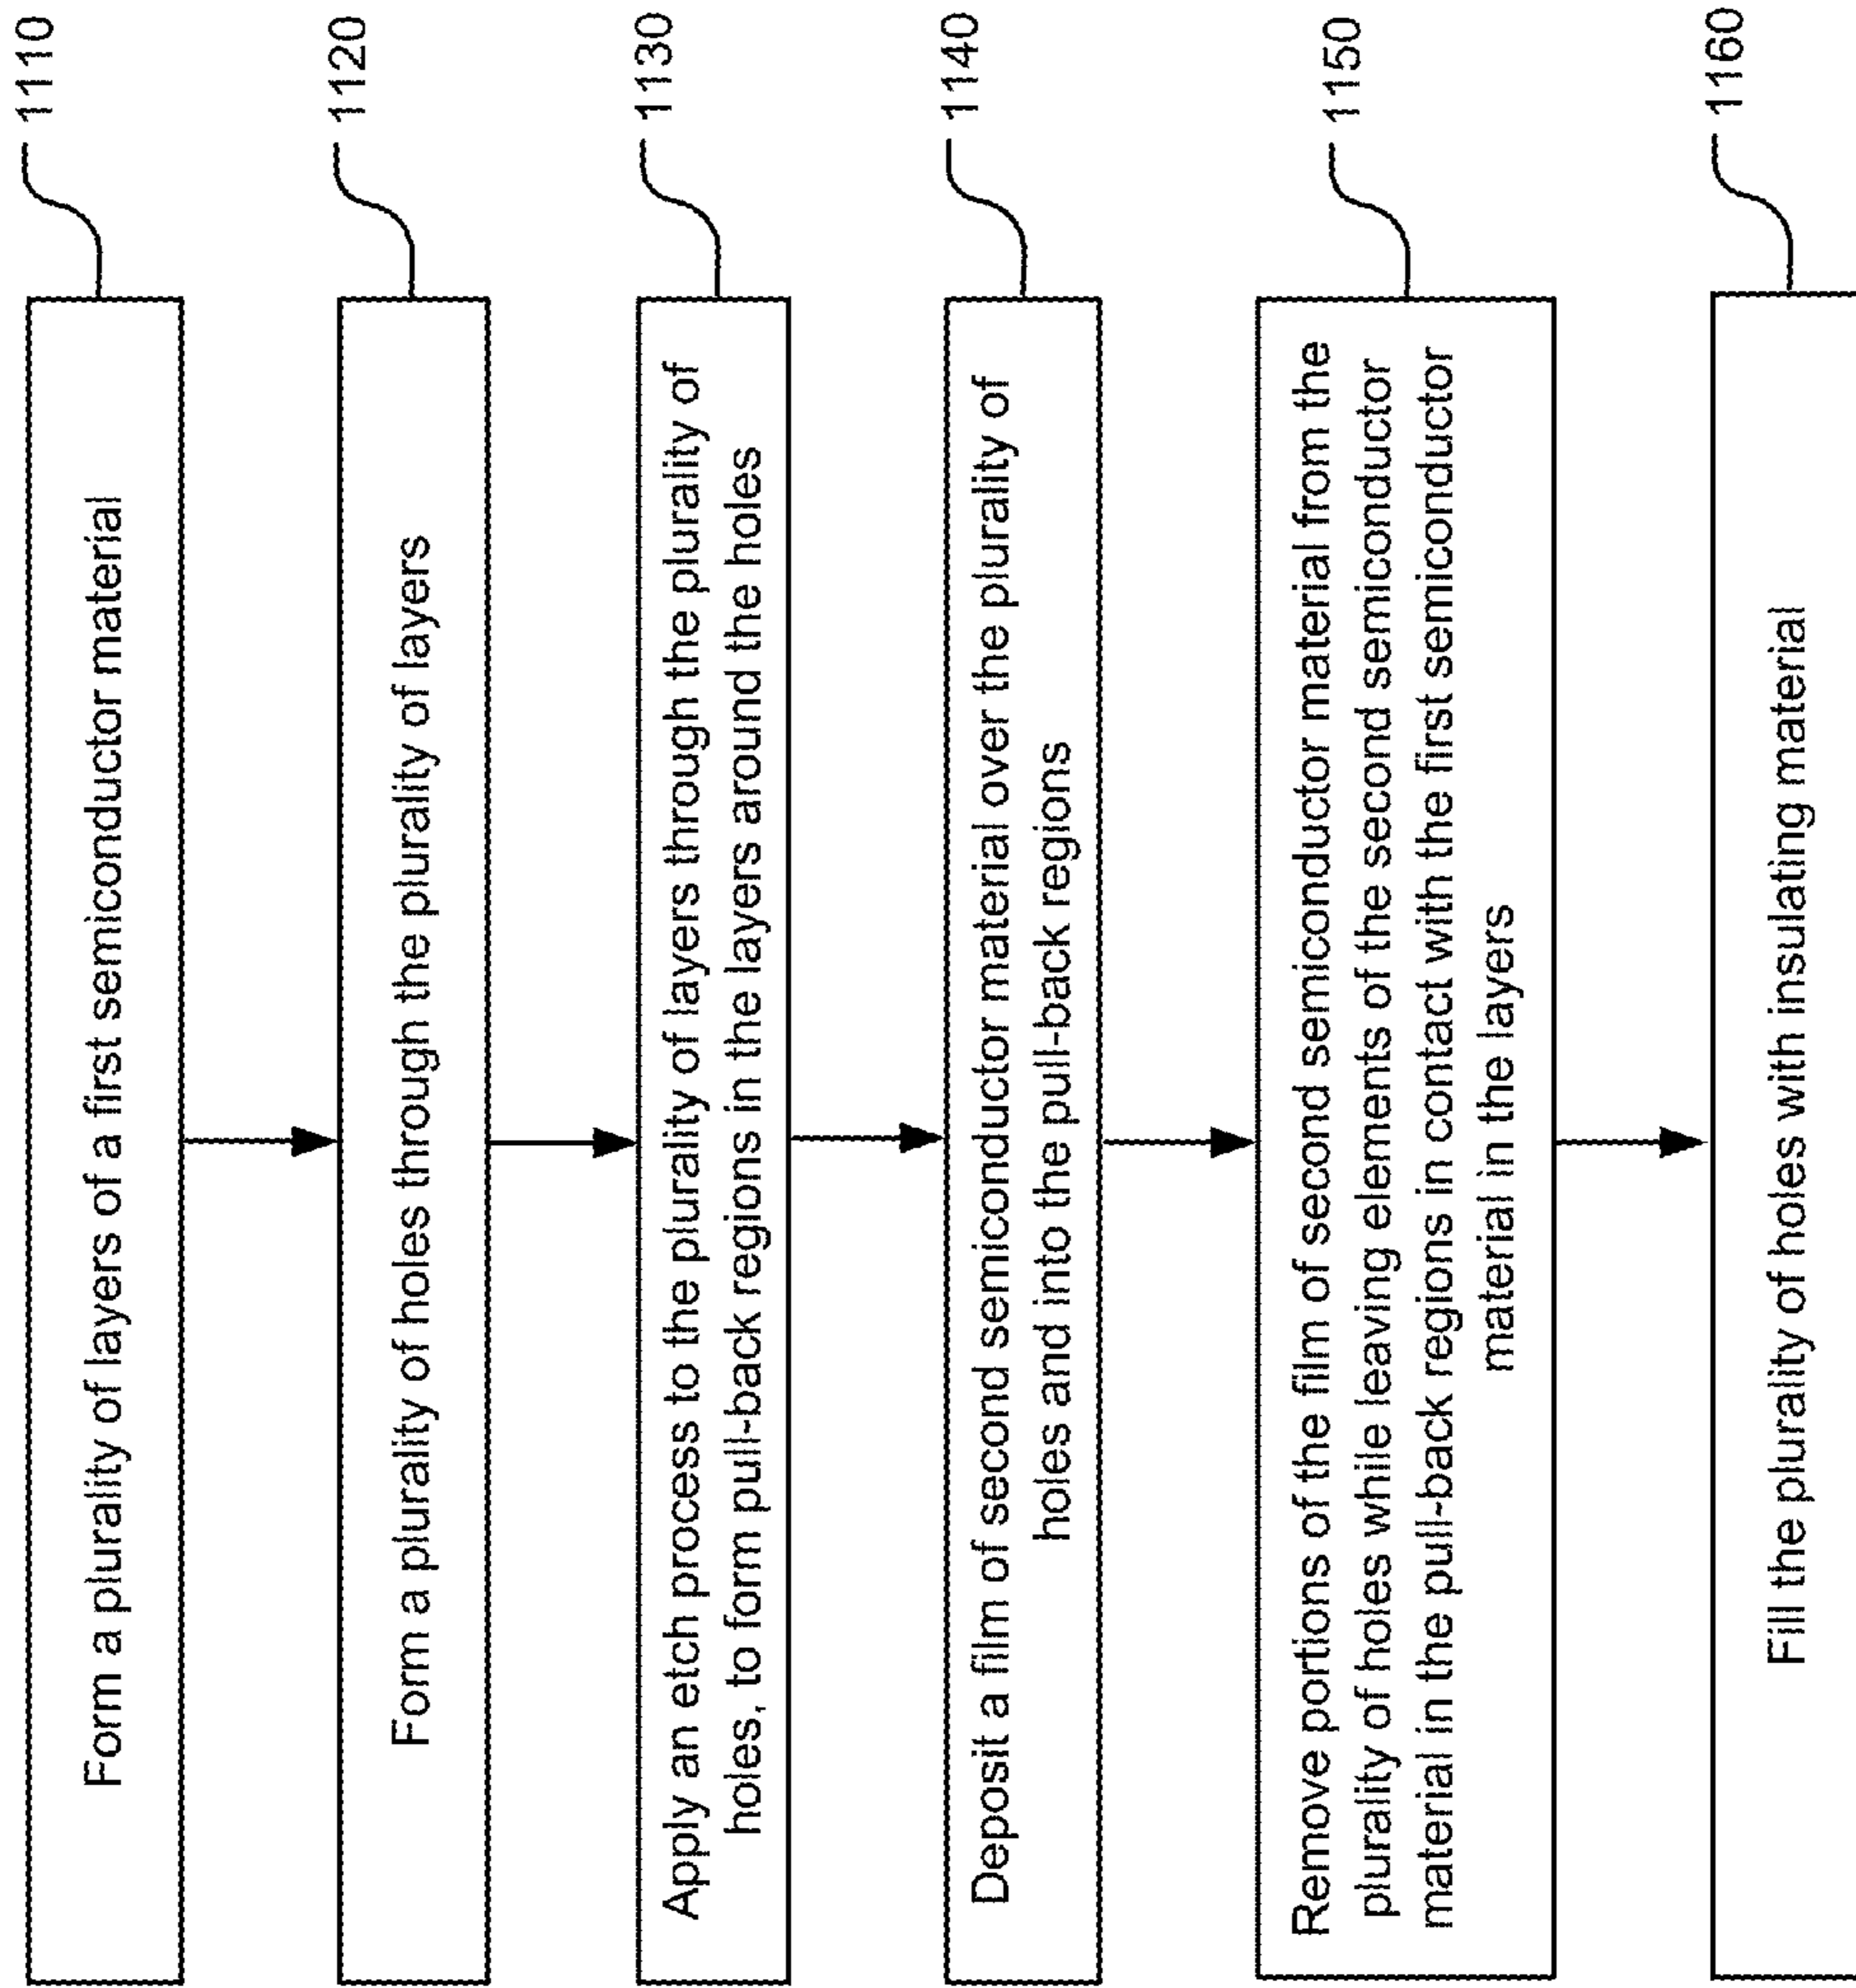 Form a plurality of layers of a first semiconductor material
1110
Form a plurality of holes through the plurality of layers
1120
Apply an etch process to the plurality of layers through the plurality of
holes, to form pull-back regions in the layers around the holes
1130
Deposit a film of second semiconductor material over the plurality of
holes and into the pull-back regions
1140
Remove portions of the film of second semiconductor material from the
plurality of holes while leaving elements of the second semiconductor
material in the pull-back regions in contact with the first semiconductor
material in the layers
1150
Fill the plurality of holes with insulating material
1160